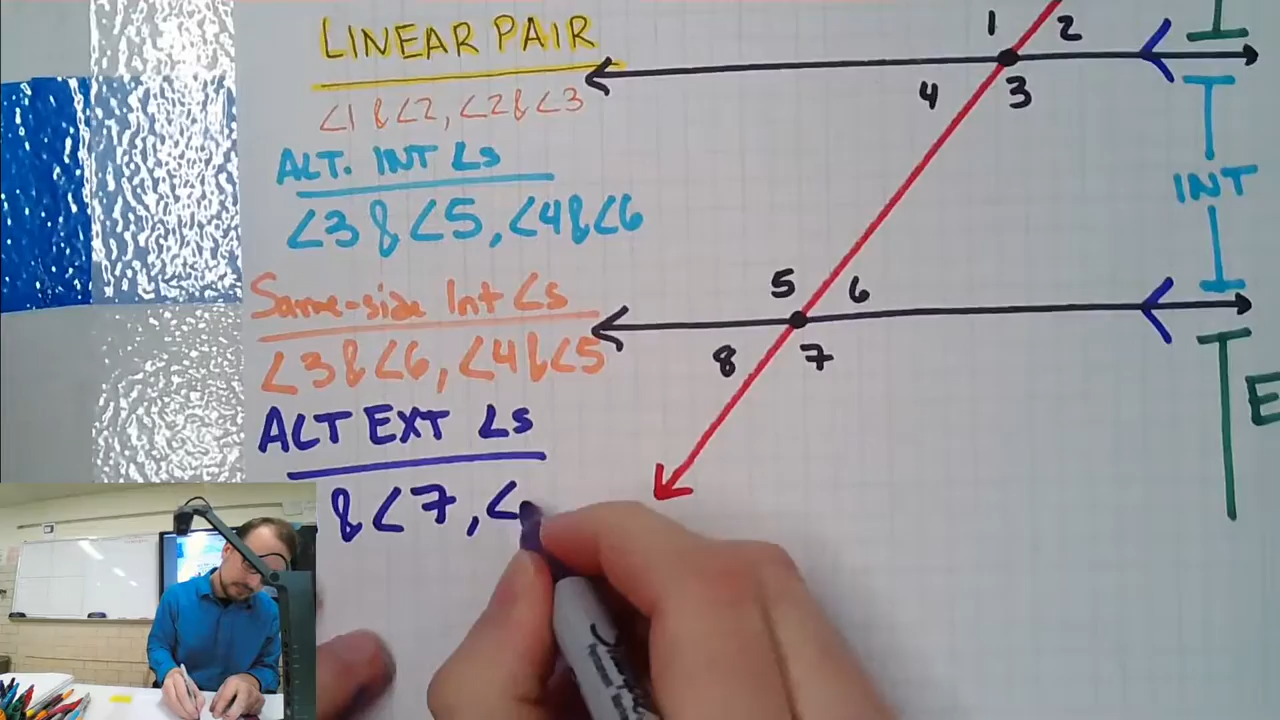 LINEAR PAIR
∠1 & ∠2, ∠2 & ∠3
ALT. INT ∠s
∠3 & ∠5, ∠4 & ∠6
Same-side Int ∠s
∠3 & ∠6, ∠4 & ∠5
ALT EXT ∠s
& ∠7, ∠
1 2
4 3
5 6
8 7
INT
E